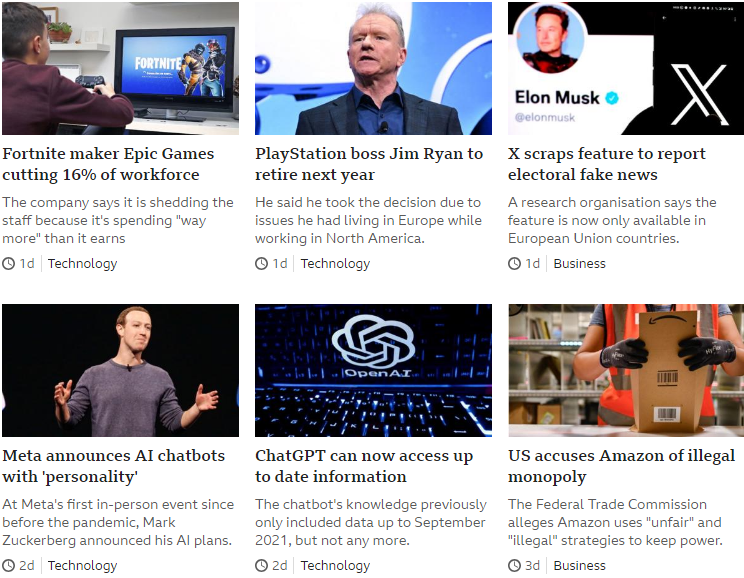 FORTNITE
Elon Musk
@elonmusk
Fortnite maker Epic Games
cutting 16% of workforce
The company says it is shedding the
staff because it's spending "way
more" than it earns
1d Technology
PlayStation boss Jim Ryan to
retire next year
He said he took the decision due to
issues he had living in Europe while
working in North America.
1d Technology
X scraps feature to report
electoral fake news
A research organisation says the
feature is now only available in
European Union countries.
1d Business
OpenAI
Meta announces AI chatbots
with 'personality'
At Meta's first in-person event since
before the pandemic, Mark
Zuckerberg announced his AI plans.
2d Technology
ChatGPT can now access up
to date information
The chatbot's knowledge previously
only included data up to September
2021, but not any more.
2d Technology
US accuses Amazon of illegal
monopoly
The Federal Trade Commission
alleges Amazon uses "unfair" and
"illegal" strategies to keep power.
3d Business